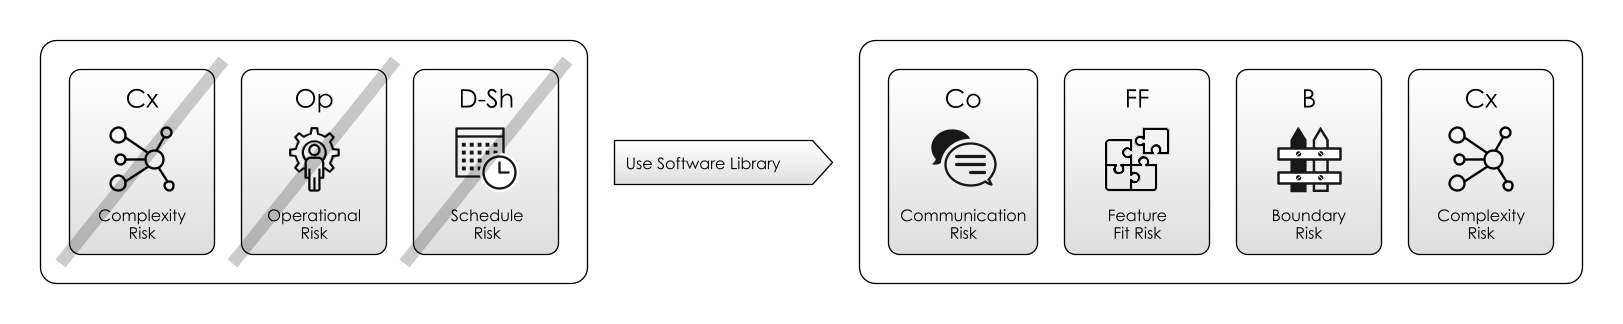 Cx
Complexity
Risk
Op
Operational
Risk
D-Sh
Schedule
Risk
Use Software Library
Co
Communication
Risk
FF
Feature
Fit Risk
B
Boundary
Risk
Cx
Complexity
Risk